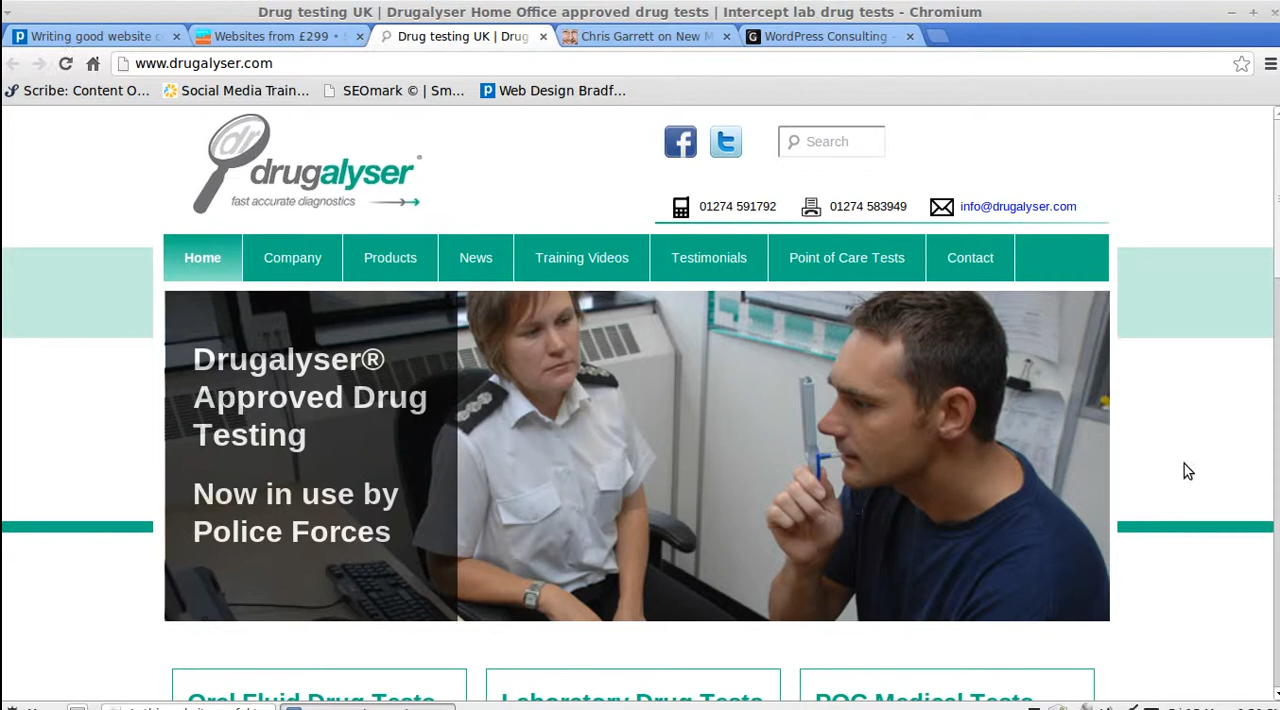 Drug testing UK | Drugalyser Home Office approved drug tests | Intercept lab drug tests - Chromium
Writing good website c
Websites from £299 •
Drug testing UK | Drug
Chris Garrett on New M
WordPress Consulting -
www.drugalyser.com
Scribe: Content O...
Social Media Train...
SEOmark © | Sm...
Web Design Bradf...
drugalyser®
fast accurate diagnostics
Search
01274 591792
01274 583949
info@drugalyser.com
Home
Company
Products
News
Training Videos
Testimonials
Point of Care Tests
Contact
Drugalyser®
Approved Drug
Testing
Now in use by
Police Forces
Oral Fluid Drug Tests
Laboratory Drug Tests
POC Medical Tests